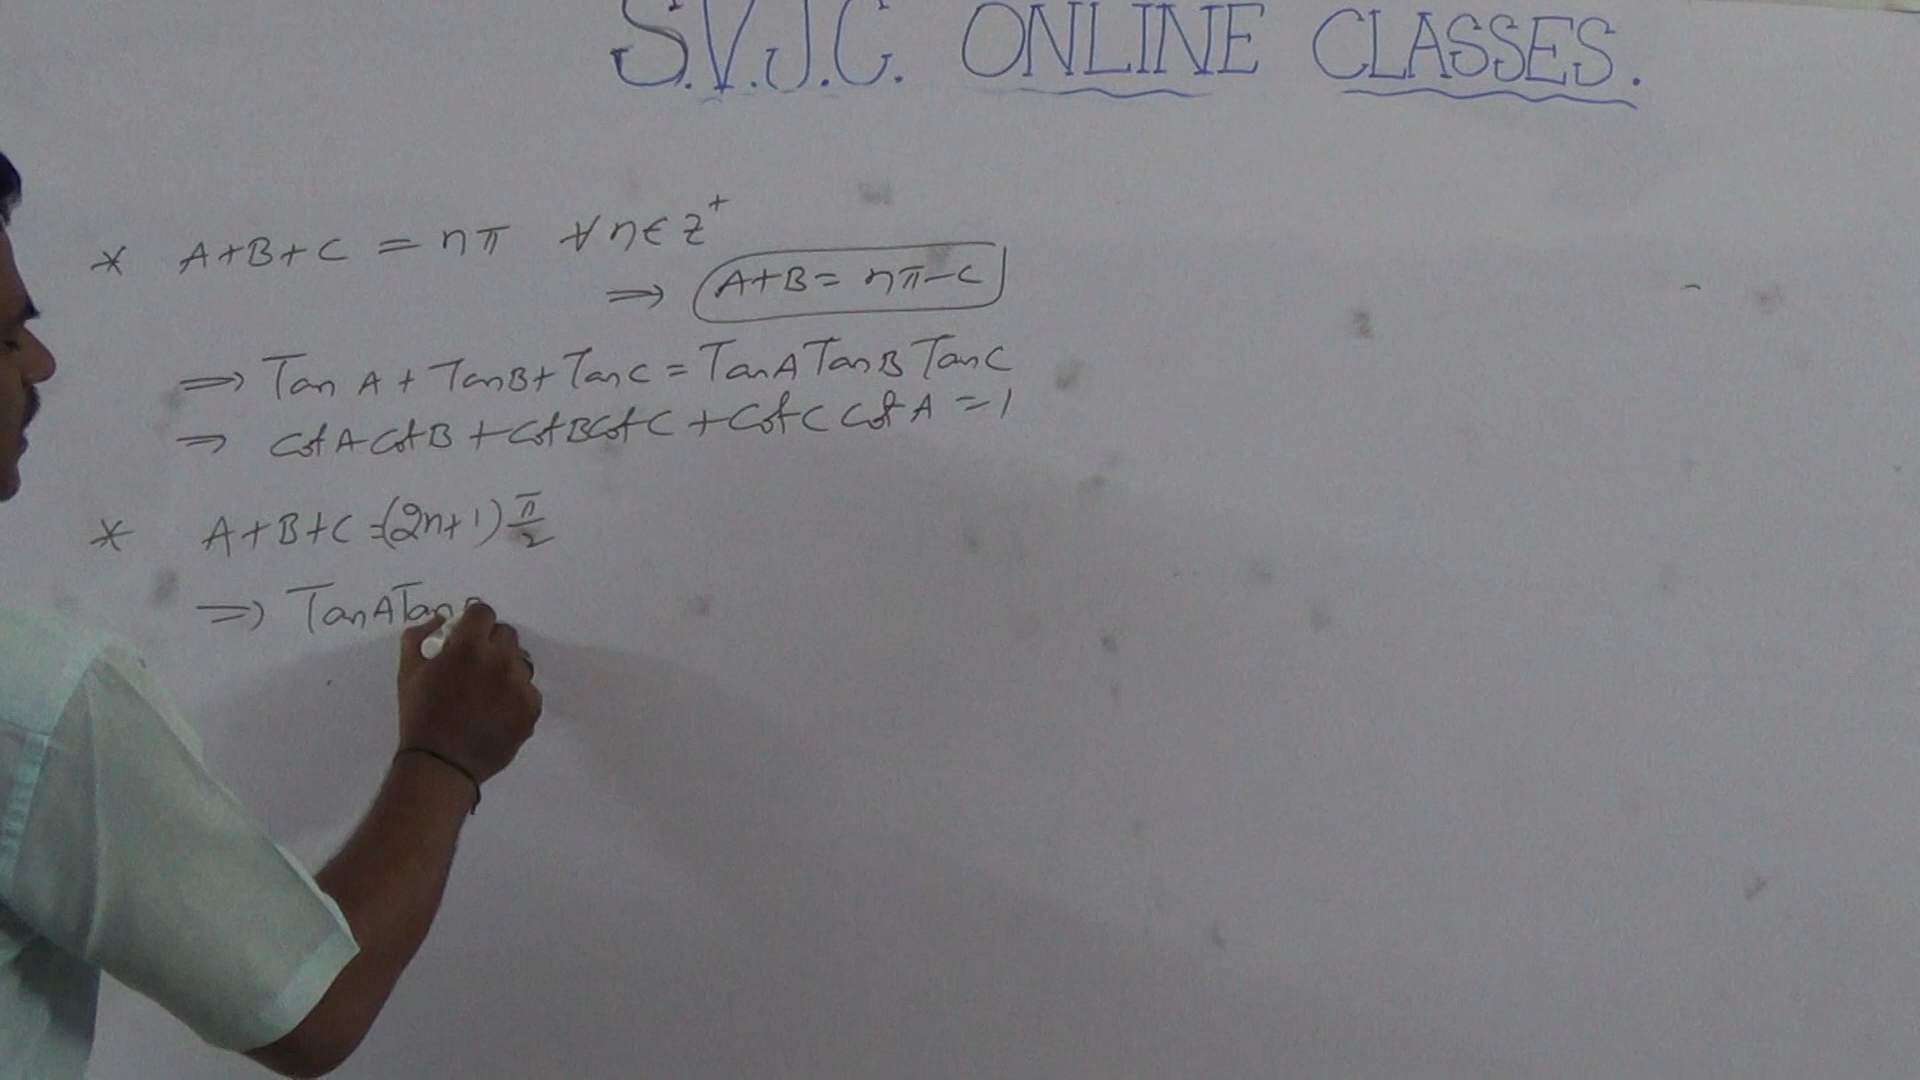 S.V.J.C. ONLINE CLASSES.
* A+B+C = nπ ∀n∈z⁺
⇒ A+B= nπ-C
⇒ Tan A + TanB+ TanC = TanA TanB TanC
⇒ CotA CotB + CotBCotC + CotC CotA = 1
* A+B+C =(2n+1) π/2
⇒ TanATan